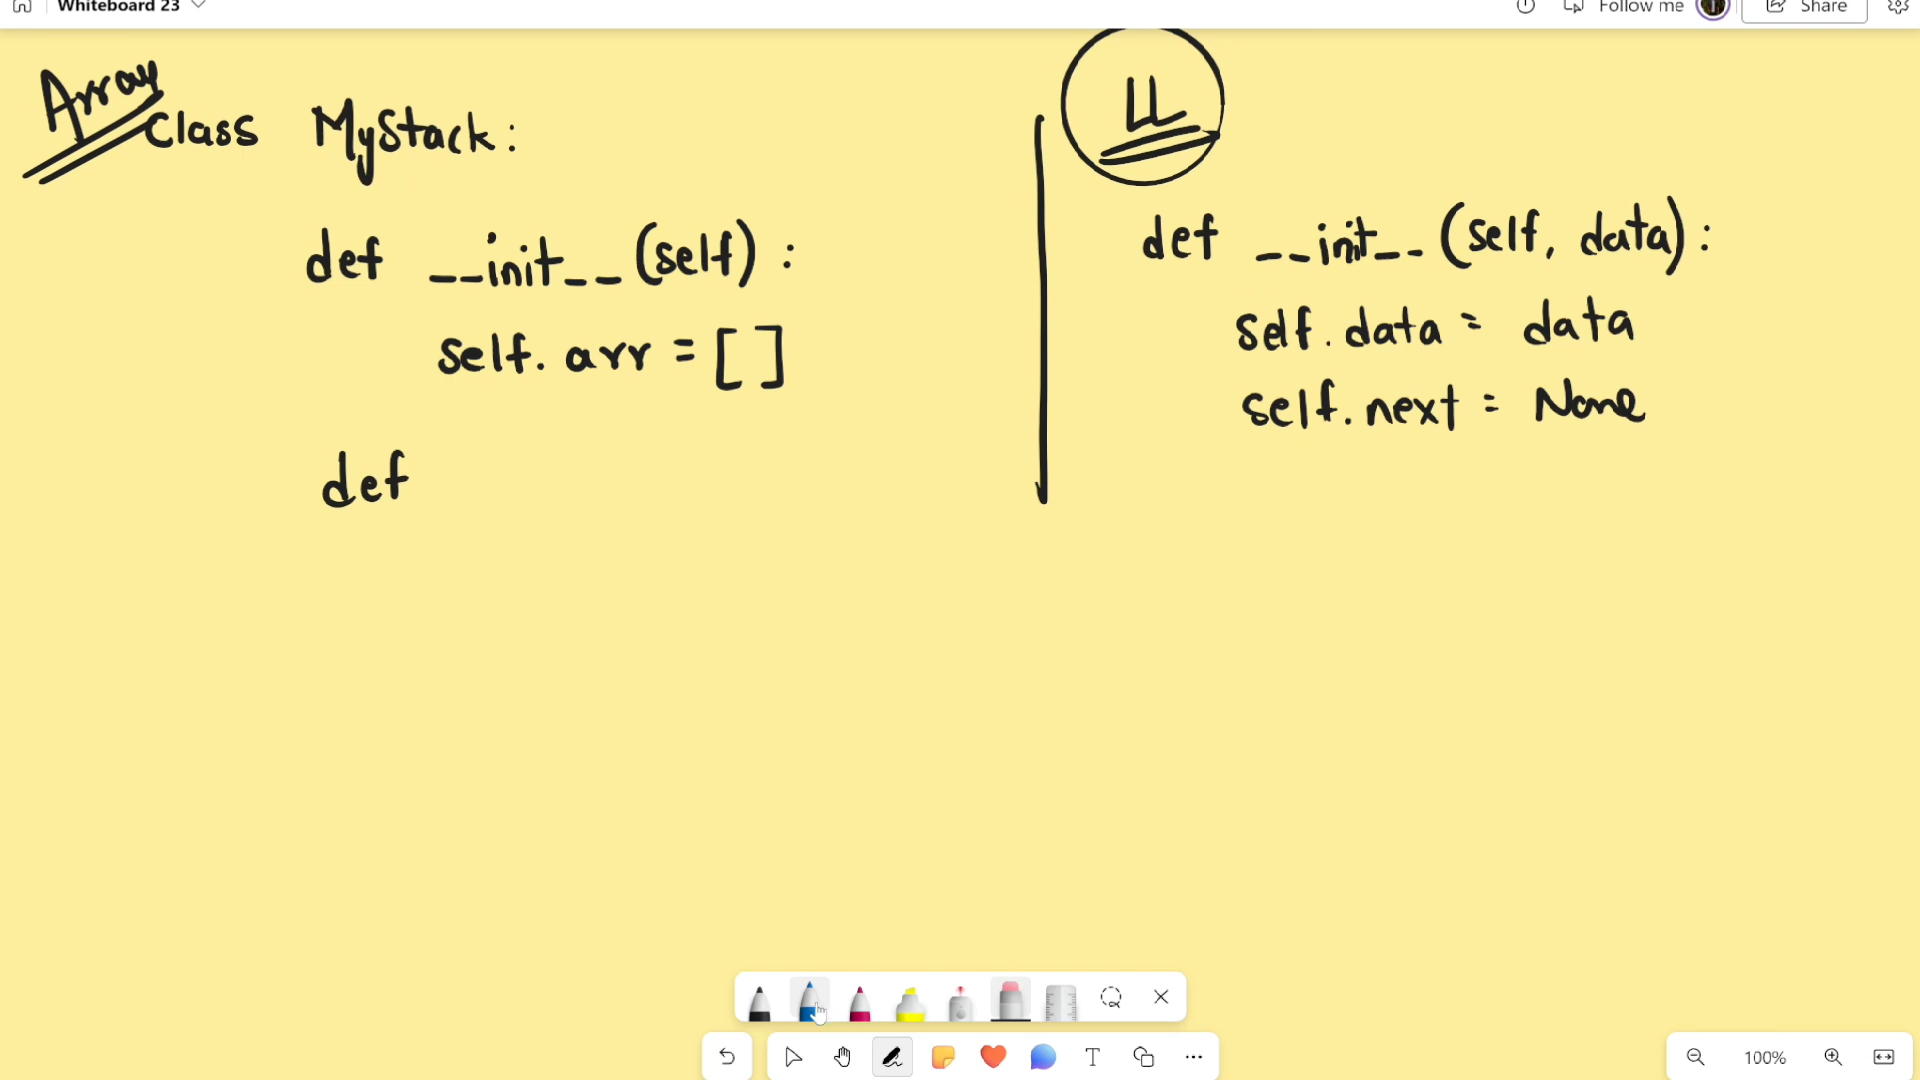 Whiteboard 23
Follow me
Share
Array
Class MyStack:
def __init__(self):
self.arr = []
def
LL
def __init__(self, data):
self.data = data
self.next = None
100%